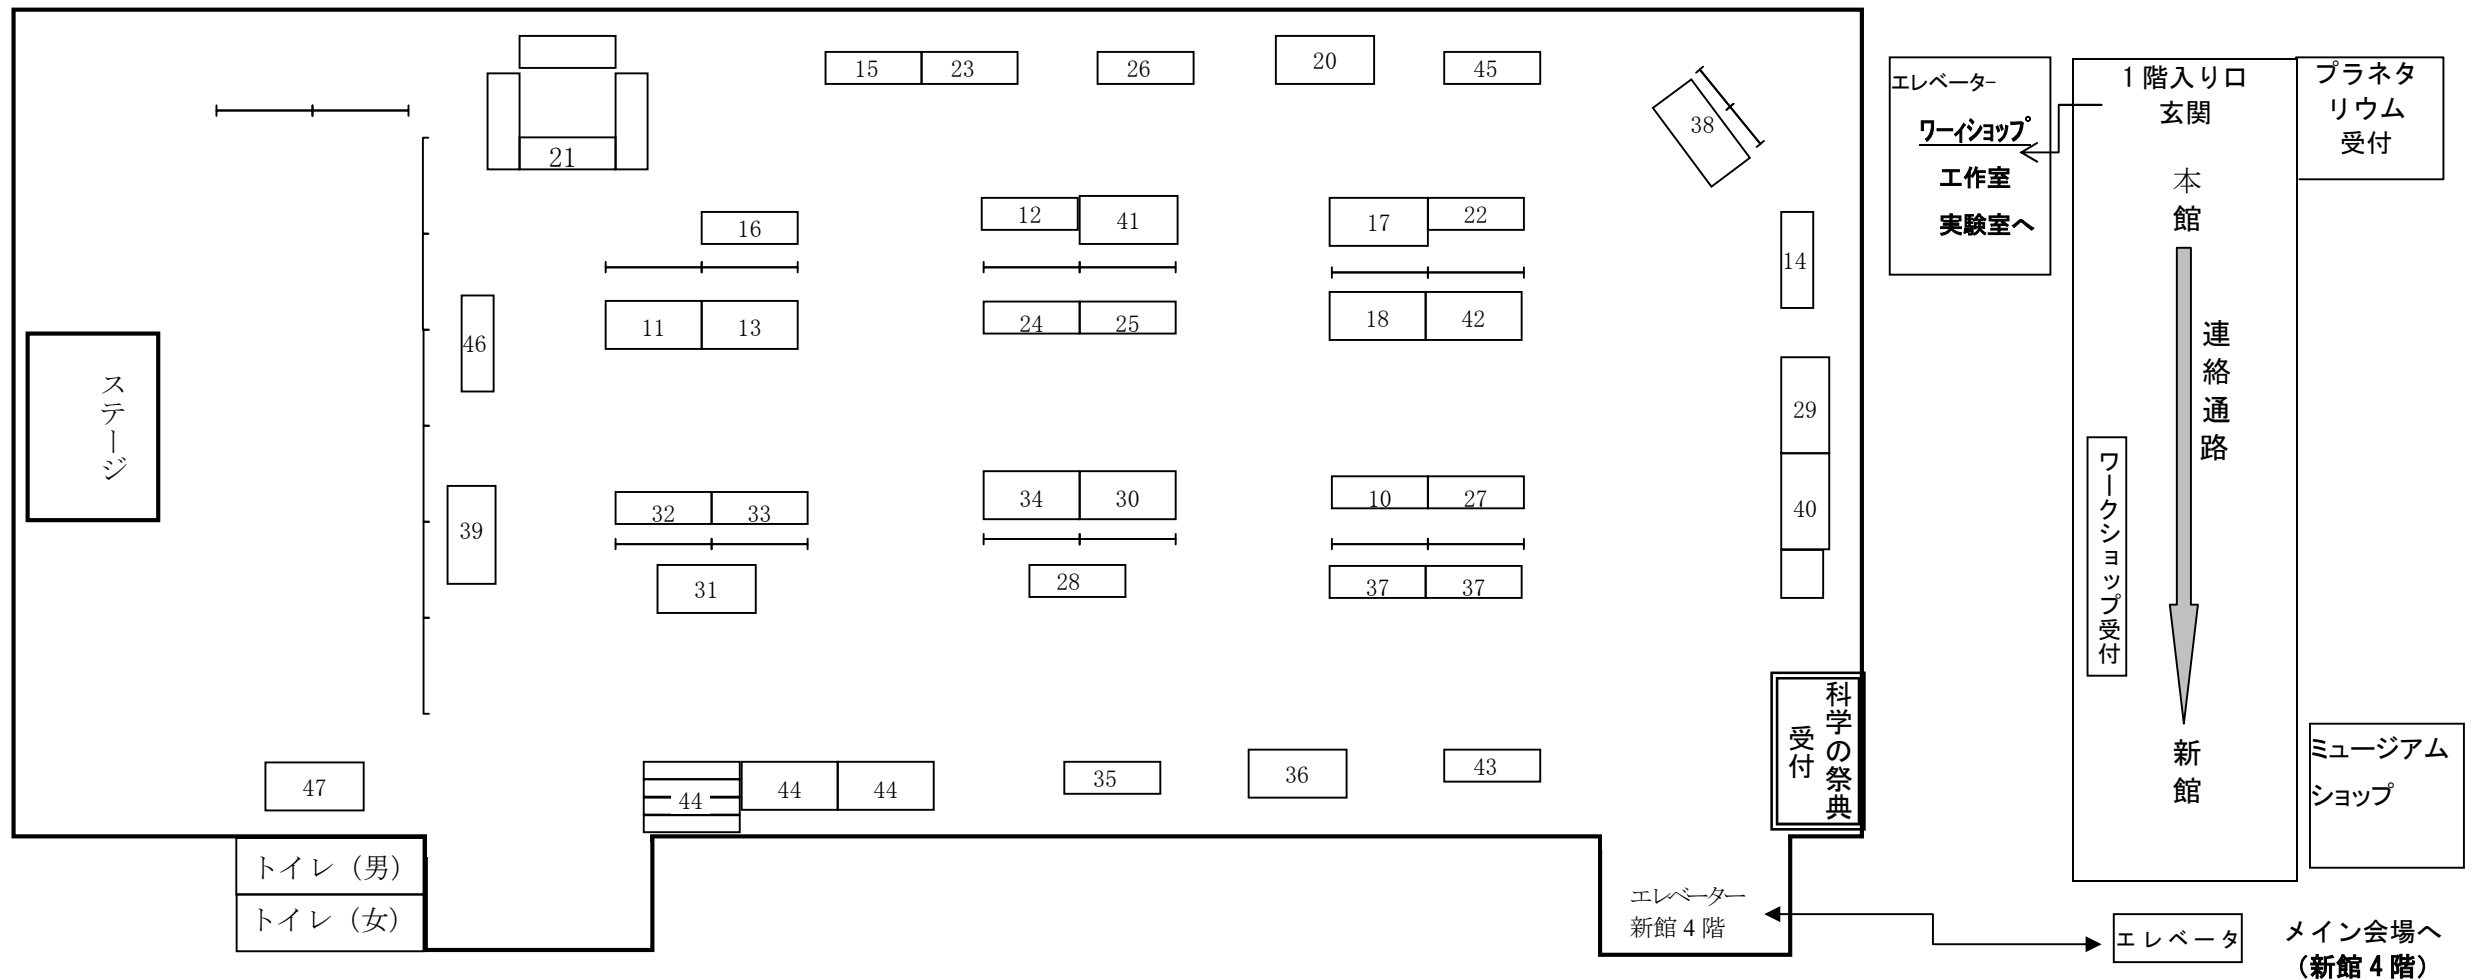 15
23
26
20
45
38
21
16
12
41
17
22
14
46
11
13
24
25
18
42
29
ステージ
39
32
33
34
30
10
27
40
31
28
37
37
47
44
44
44
35
36
43
科学の祭典
受付
トイレ（男）
トイレ（女）
エレベーター
新館４階
エレベーター
ワーィショップ
工作室
実験室へ
１階入り口
玄関
本館
連絡通路
ワークショップ受付
新館
プラネタ
リウム
受付
ミュージアム
ショップ
エレベータ
メイン会場へ
（新館４階）